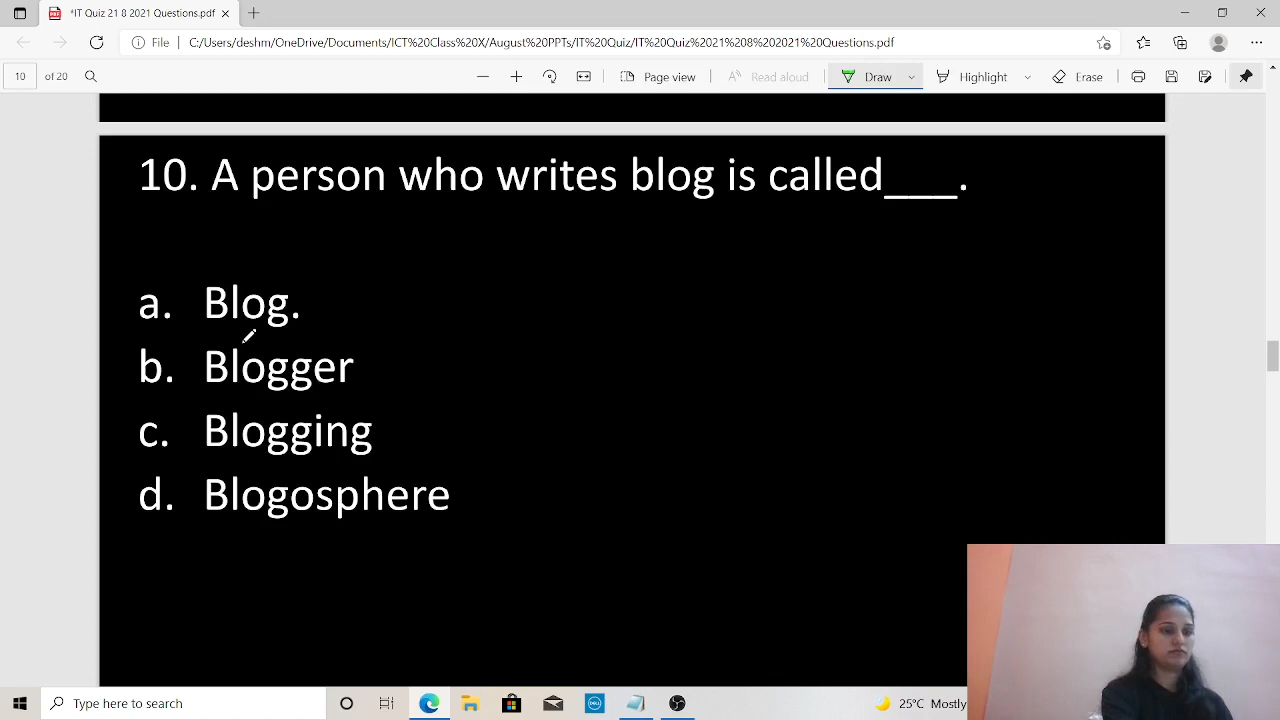 *IT Quiz 21 8 2021 Questions.pdf
File C:/Users/deshm/OneDrive/Documents/ICT%20Class%20X/August%20PPTs/IT%20Quiz/IT%20Quiz%2021%208%202021%20Questions.pdf
10 of 20 Page view Read aloud Draw Highlight Erase
10. A person who writes blog is called___.
a. Blog.
b. Blogger
c. Blogging
d. Blogosphere
Type here to search DELL 25°C Mostly